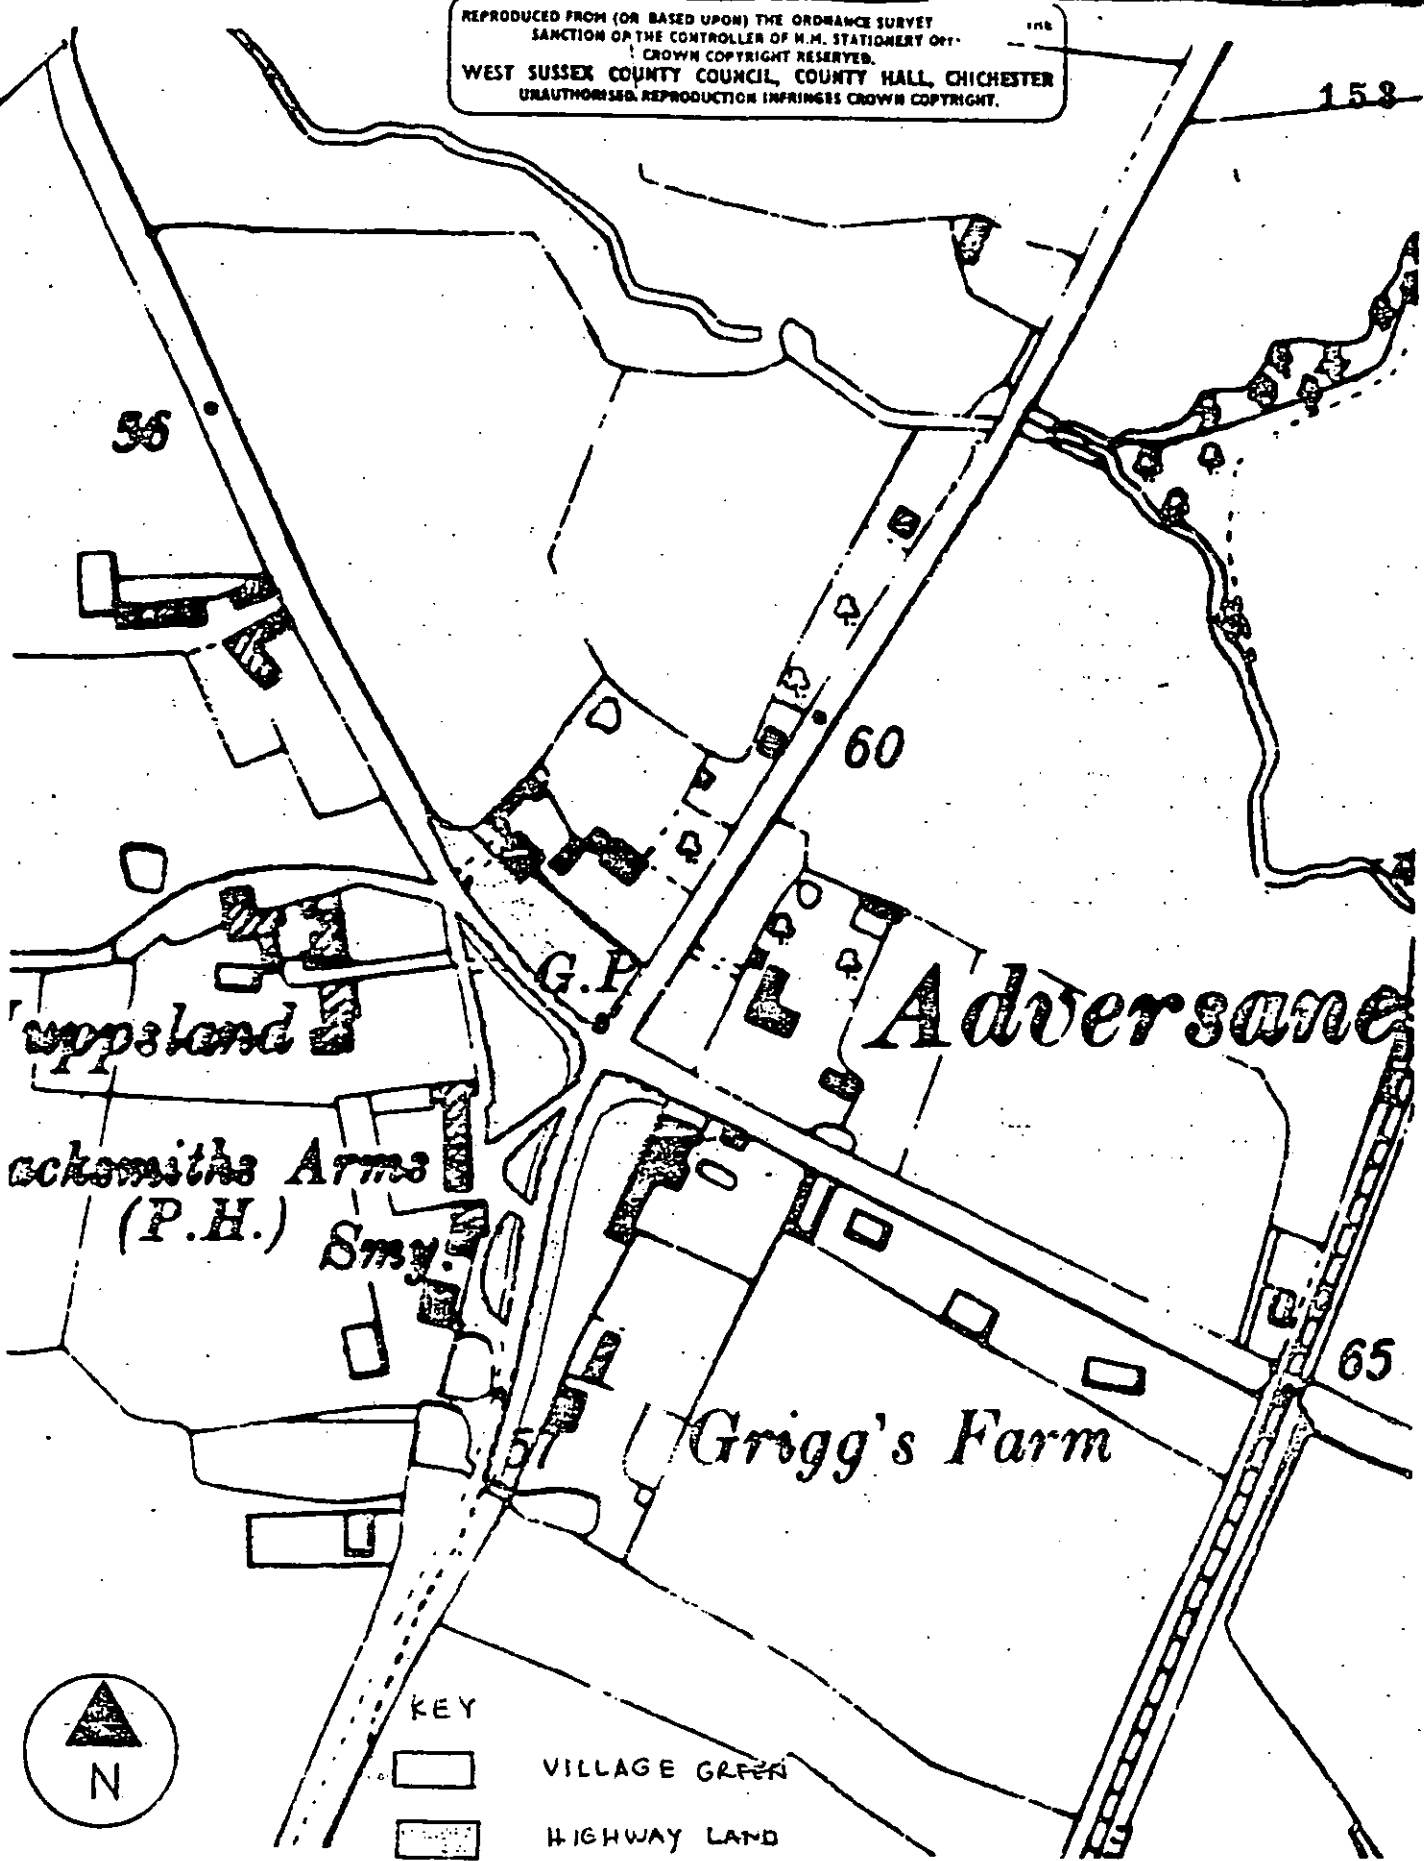 REPRODUCED FROM (OR BASED UPON) THE ORDNANCE SURVEY
SANCTION OF THE CONTROLLER OF H.M. STATIONERY
CROWN COPYRIGHT RESERVED.
WEST SUSSEX COUNTY COUNCIL, COUNTY HALL, CHICHESTER
UNAUTHORISED REPRODUCTION INFRINGES CROWN COPYRIGHT.
158
56
60
G.P
Adversane
uppsland
acksmiths Arms
(P.H.)
Smy.
65
Grigg's Farm
57
N
KEY
VILLAGE GREEN
HIGHWAY LAND